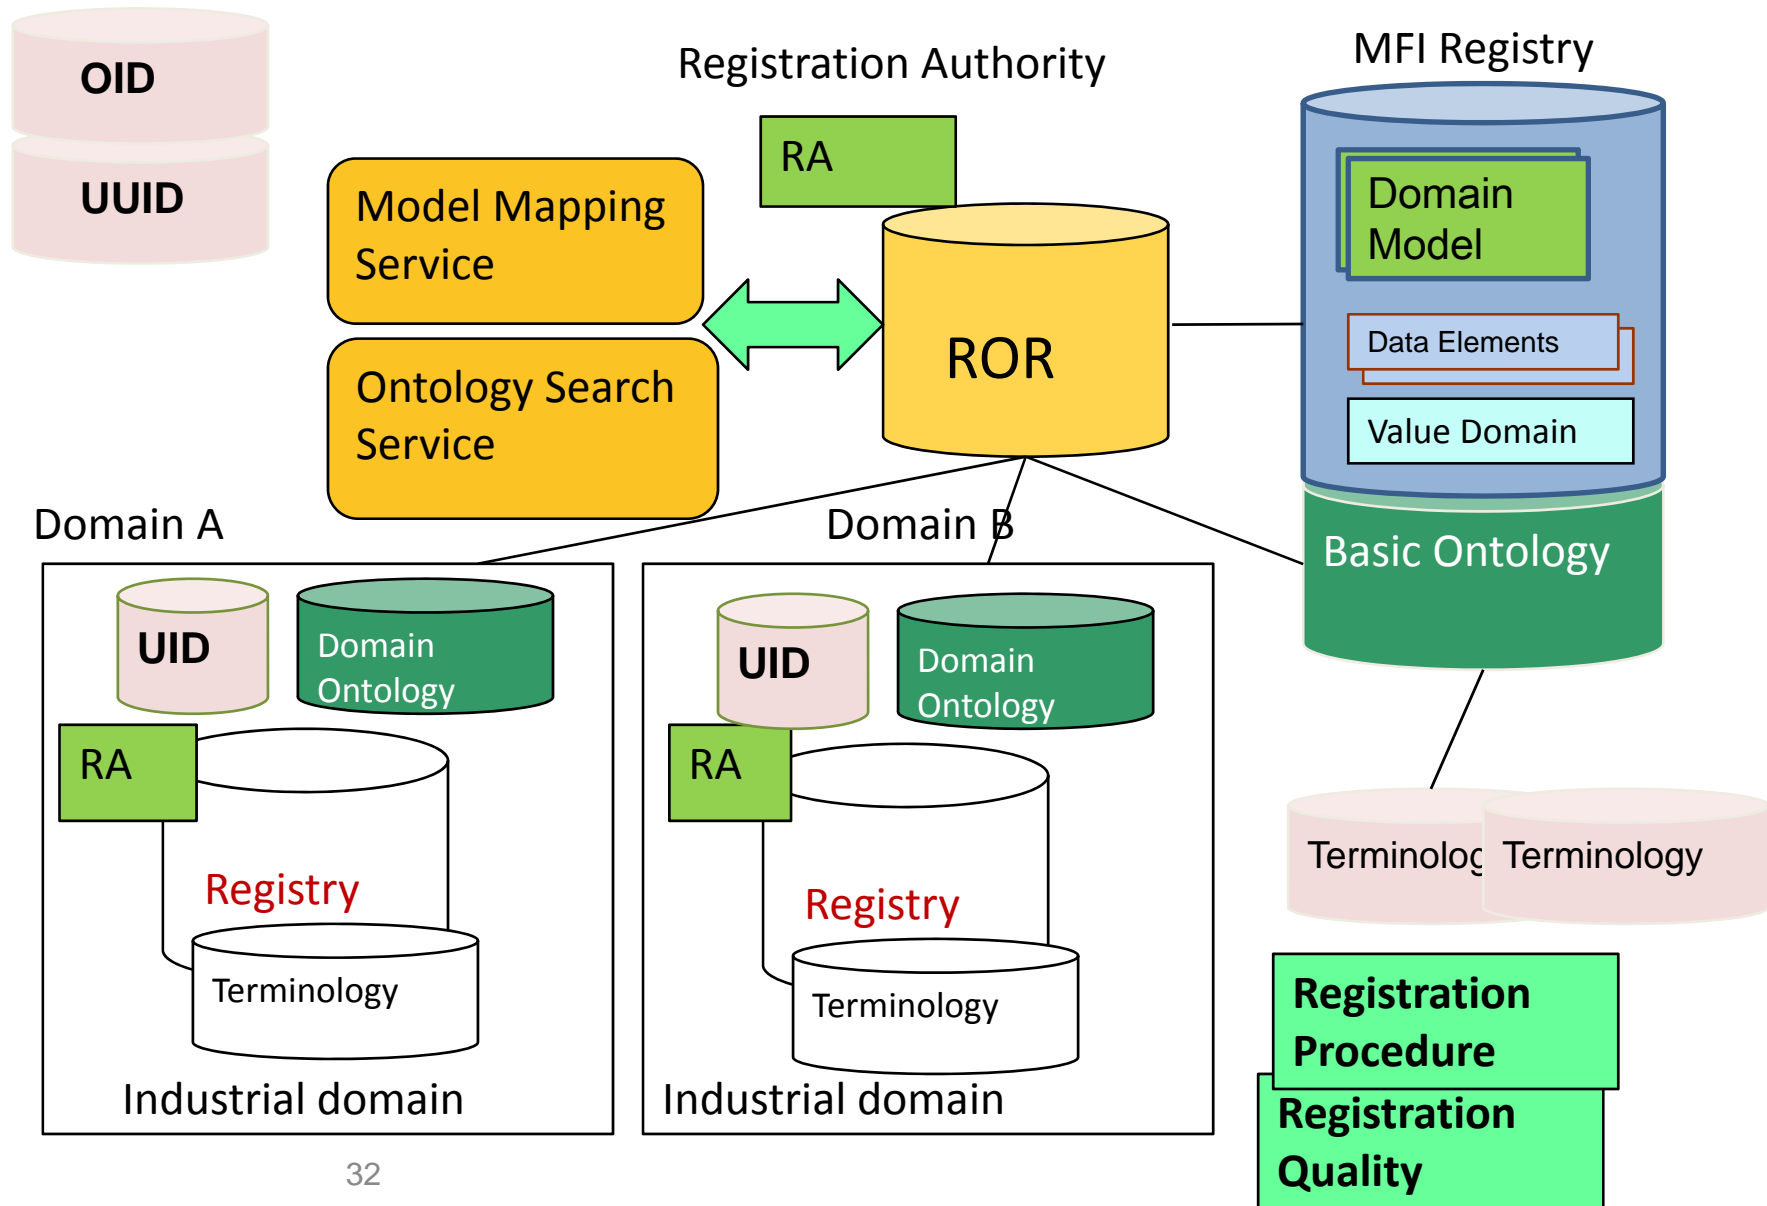 OID
UUID
Registration Authority
RA
MFI Registry
Model Mapping
Service
Ontology Search
Service
ROR
Domain
Model
Data Elements
Value Domain
Basic Ontology
Domain A
UID
Domain
Ontology
RA
Registry
Terminology
Industrial domain
Domain B
UID
Domain
Ontology
RA
Registry
Terminology
Industrial domain
Terminolog
Terminology
Registration
Procedure
Registration
Quality
32